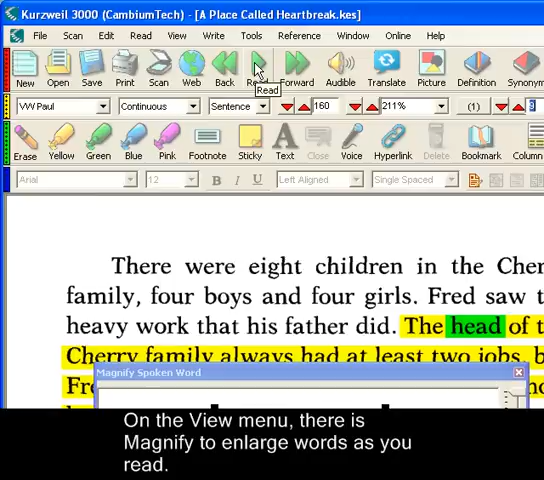 Kurzweil 3000 (CambiumTech) - [A Place Called Heartbreak.kes]
File Scan Edit Read View Tools Reference Window Online Help
New Open Save Print Scan Web Back Read Forward Audible Translate Picture Definition Synonym
Read
VW Paul Continuous Sentence 160 211% (1)
Erase Yellow Green Blue Pink Footnote Sticky Text Close Voice Hyperlink Delete Bookmark Column
Arial 12 B I U Left Aligned Single Spaced
There were eight children in the Cher
family, four boys and four girls. Fred saw t
heavy work that his father did. The head of t
Cherry family always had at least two jobs, b
Fre
Magnify Spoken Word
On the View menu, there is
Magnify to enlarge words as you
read.